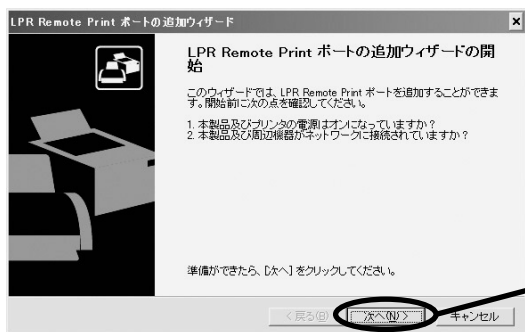 LPR Remote Print ポートの追加ウィザード
LPR Remote Print ポートの追加ウィザードの開
始
このウィザードでは、LPR Remote Print ポートを追加することができま
す。開始前に次の点を確認してください。
1. 本製品及びプリンタの電源はオンになっていますか？
2. 本製品及び周辺機器がネットワークに接続されていますか？
準備ができたら、[次へ] をクリックしてください。
< 戻る(B) 次へ(N) > キャンセル